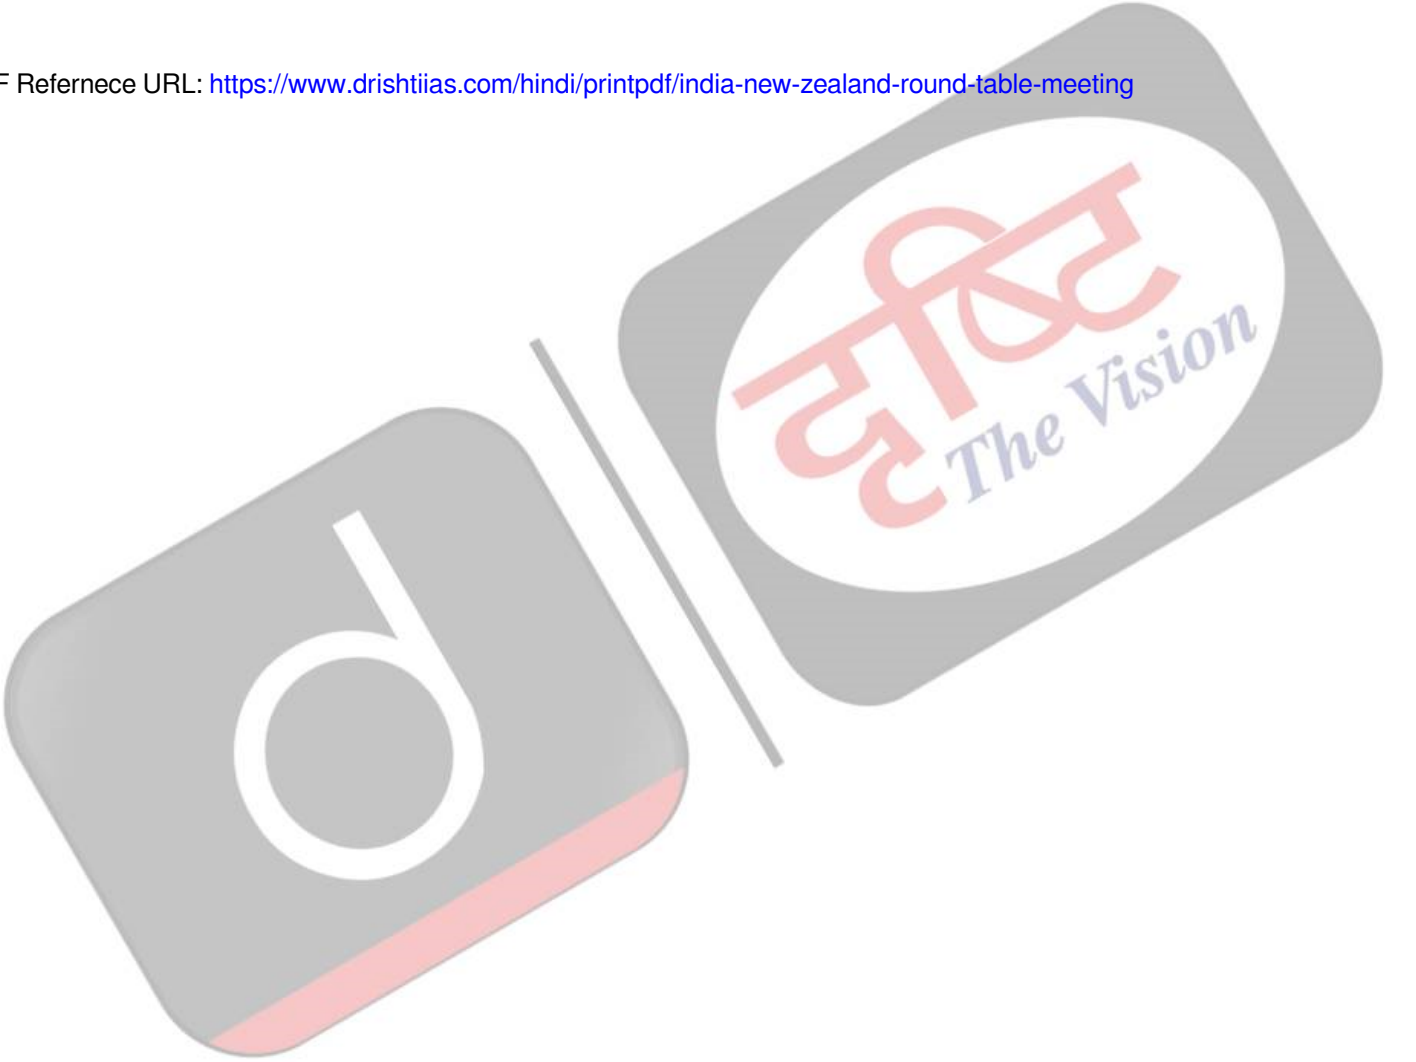 F Refernece URL: https://www.drishtiias.com/hindi/printpdf/india-new-zealand-round-table-meeting
दृष्टि
The Vision
d